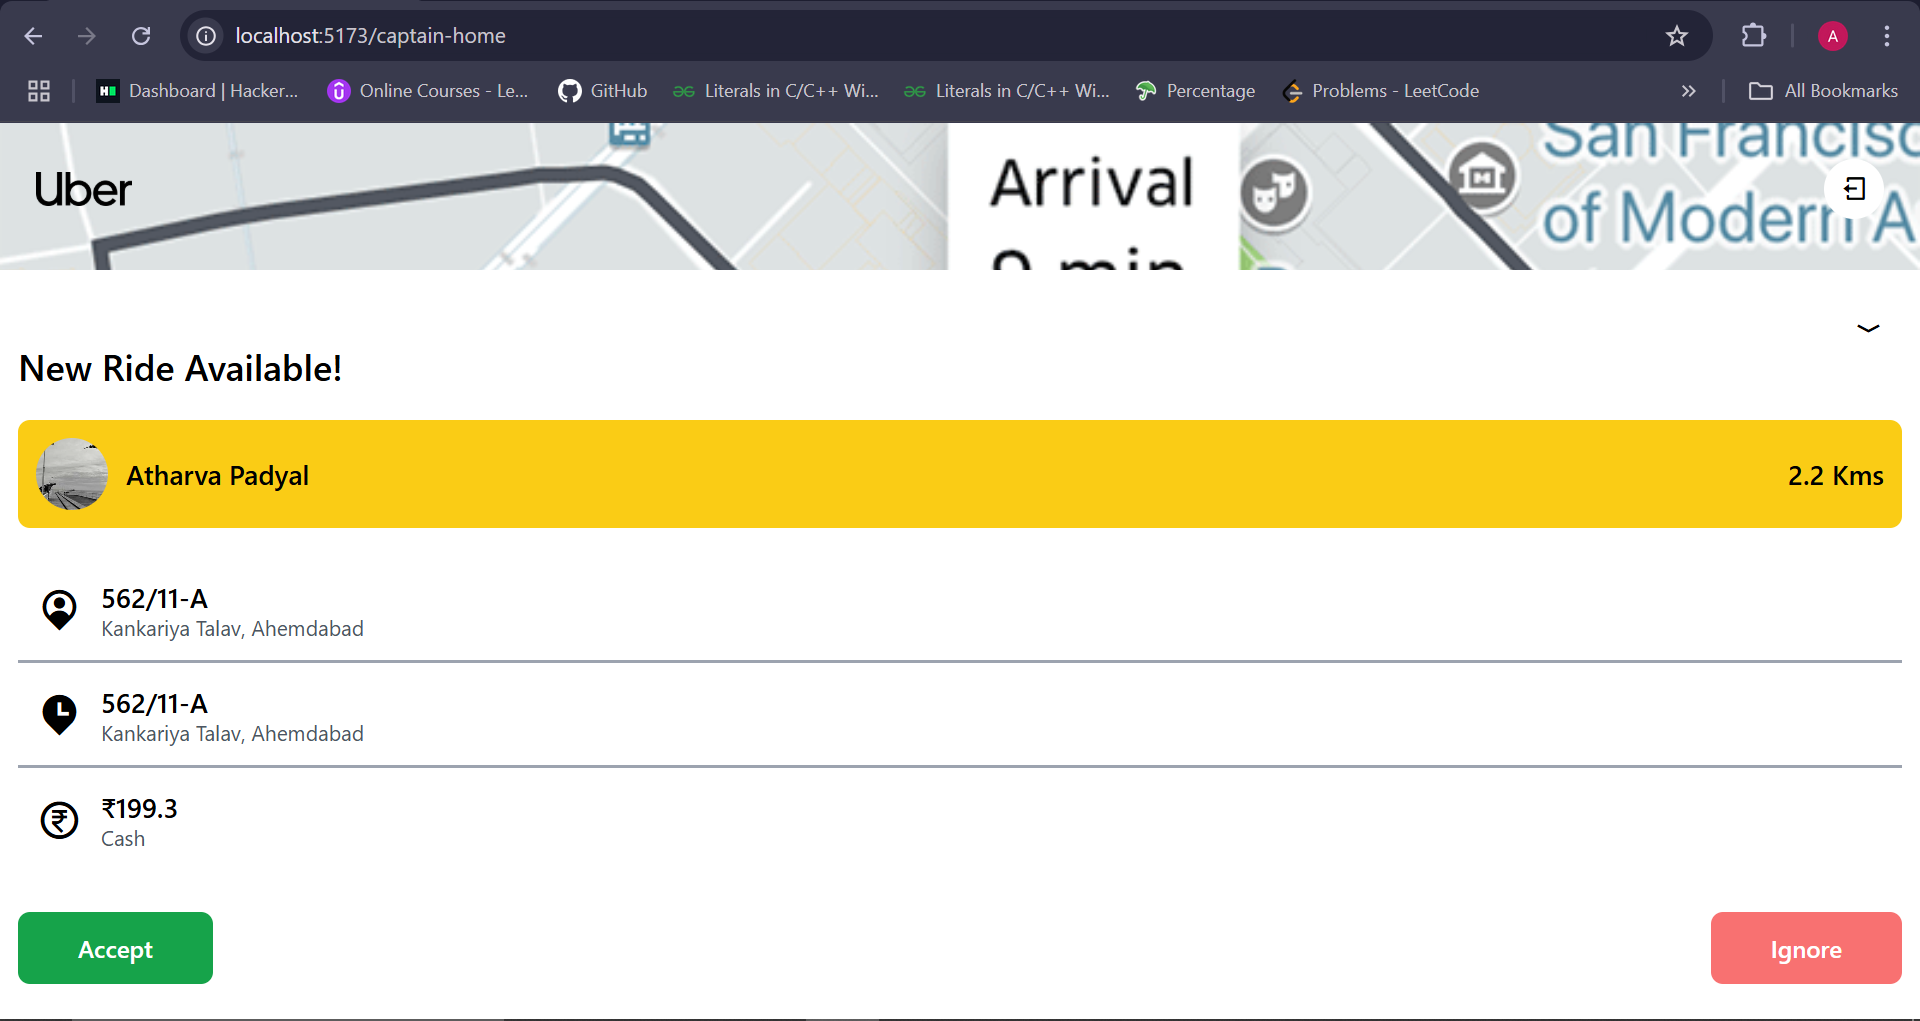 localhost:5173/captain-home
A
Dashboard | Hacker...
Online Courses - Le...
GitHub
Literals in C/C++ Wi...
Literals in C/C++ Wi...
Percentage
Problems - LeetCode
All Bookmarks
Uber
Arrival
9 min
San Francisc
of Modern A
New Ride Available!
Atharva Padyal
2.2 Kms
562/11-A
Kankariya Talav, Ahemdabad
562/11-A
Kankariya Talav, Ahemdabad
₹199.3
Cash
Accept
Ignore